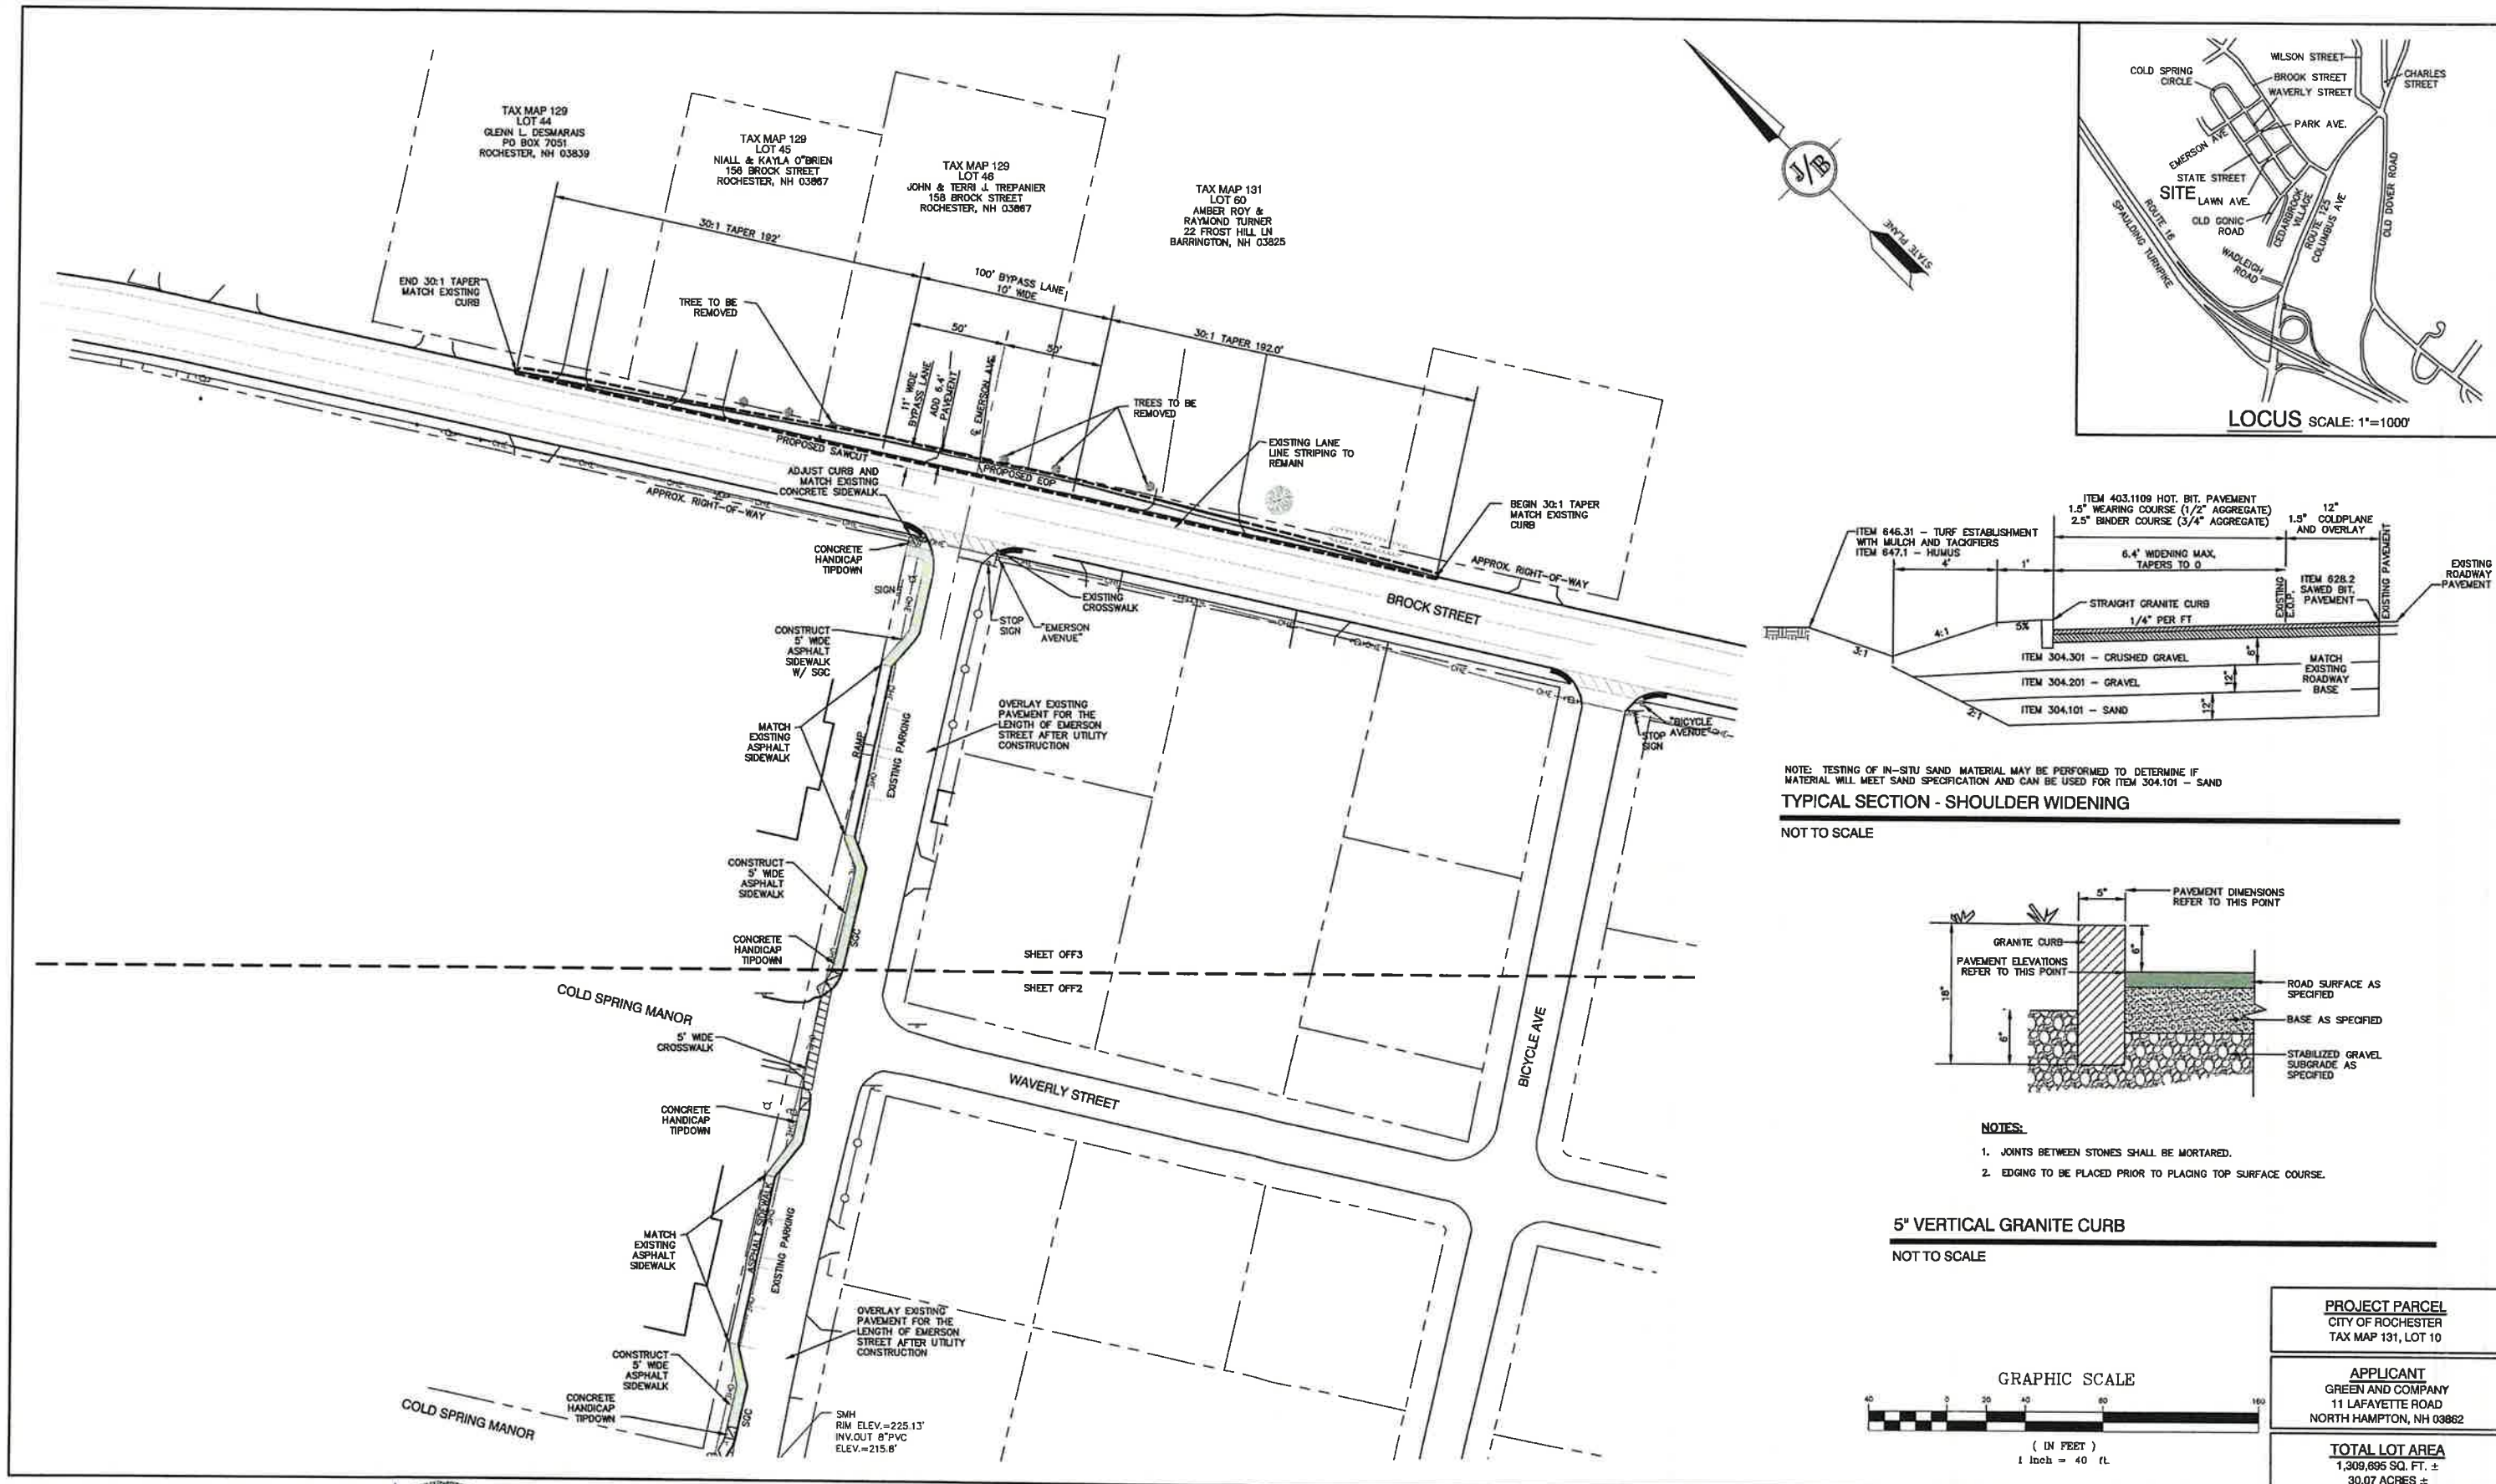 TAX MAP 129
LOT 44
GLENN L. DESMARAIS
PO BOX 7051
ROCHESTER, NH 03839
TAX MAP 129
LOT 45
NIALL & KAYLA O"BRIEN
156 BROCK STREET
ROCHESTER, NH 03867
TAX MAP 129
LOT 46
JOHN & TERRI J. TREPANIER
158 BROCK STREET
ROCHESTER, NH 03867
TAX MAP 131
LOT 60
AMBER ROY &
RAYMOND TURNER
22 FROST HILL LN
BARRINGTON, NH 03825
30:1 TAPER 192'
100' BYPASS LANE
10' WIDE
30:1 TAPER 192.0'
50'
50'
END 30:1 TAPER
MATCH EXISTING
CURB
TREE TO BE
REMOVED
11' WIDE
BYPASS LANE
ADD 6.4'
PAVEMENT
EMERSON AVE.
TREES TO BE
REMOVED
EXISTING LANE
LINE STRIPING TO
REMAIN
BEGIN 30:1 TAPER
MATCH EXISTING
CURB
PROPOSED SAWCUT
PROPOSED EOP
ADJUST CURB AND
MATCH EXISTING
CONCRETE SIDEWALK
APPROX. RIGHT-OF-WAY
APPROX. RIGHT-OF-WAY
BROCK STREET
CONCRETE
HANDICAP
TIPDOWN
SIGN
STOP
SIGN
"EMERSON
AVENUE"
EXISTING
CROSSWALK
CONSTRUCT
5' WIDE
ASPHALT
SIDEWALK
W/ SGC
MATCH
EXISTING
ASPHALT
SIDEWALK
RAMP
EXISTING PARKING
OVERLAY EXISTING
PAVEMENT FOR THE
LENGTH OF EMERSON
STREET AFTER UTILITY
CONSTRUCTION
STOP
SIGN
"BICYCLE
AVENUE"
CONSTRUCT
5' WIDE
ASPHALT
SIDEWALK
CONCRETE
HANDICAP
TIPDOWN
SGC
SHEET OFF3
SHEET OFF2
COLD SPRING MANOR
5' WIDE
CROSSWALK
WAVERLY STREET
BICYCLE AVE
CONCRETE
HANDICAP
TIPDOWN
ASPHALT SIDEWALK
EXISTING PARKING
MATCH
EXISTING
ASPHALT
SIDEWALK
OVERLAY EXISTING
PAVEMENT FOR THE
LENGTH OF EMERSON
STREET AFTER UTILITY
CONSTRUCTION
CONSTRUCT
5' WIDE
ASPHALT
SIDEWALK
CONCRETE
HANDICAP
TIPDOWN
SGC
COLD SPRING MANOR
SMH
RIM ELEV.=225.13'
INV.OUT 8"PVC
ELEV.=215.8'
J/B
STATE PLANE
WILSON STREET
COLD SPRING
CIRCLE
BROOK STREET
CHARLES
STREET
WAVERLY STREET
PARK AVE.
EMERSON AVE
STATE STREET
SITE
LAWN AVE.
OLD GONIC
ROAD
CEDARBROOK
VILLAGE
ROUTE 125
COLUMBUS AVE
OLD DOVER ROAD
ROUTE 16
SPAULDING TURNPIKE
WADLEIGH
ROAD
LOCUS SCALE: 1"=1000'
ITEM 403.1109 HOT. BIT. PAVEMENT
1.5" WEARING COURSE (1/2" AGGREGATE)
2.5" BINDER COURSE (3/4" AGGREGATE)
12"
1.5" COLDPLANE
AND OVERLAY
ITEM 646.31 - TURF ESTABLISHMENT
WITH MULCH AND TACKIFIERS
ITEM 647.1 - HUMUS
4'
1'
6.4' WIDENING MAX,
TAPERS TO 0
EXISTING
E.O.P.
ITEM 628.2
SAWED BIT.
PAVEMENT
EXISTING PAVEMENT
EXISTING
ROADWAY
PAVEMENT
STRAIGHT GRANITE CURB
1/4" PER FT
5%
4:1
3:1
2:1
ITEM 304.301 - CRUSHED GRAVEL
6"
ITEM 304.201 - GRAVEL
12"
ITEM 304.101 - SAND
12"
MATCH
EXISTING
ROADWAY
BASE
NOTE: TESTING OF IN-SITU SAND MATERIAL MAY BE PERFORMED TO DETERMINE IF
MATERIAL WILL MEET SAND SPECIFICATION AND CAN BE USED FOR ITEM 304.101 - SAND
TYPICAL SECTION - SHOULDER WIDENING
NOT TO SCALE
5"
PAVEMENT DIMENSIONS
REFER TO THIS POINT
GRANITE CURB
6"
PAVEMENT ELEVATIONS
REFER TO THIS POINT
18"
6"
ROAD SURFACE AS
SPECIFIED
BASE AS SPECIFIED
STABILIZED GRAVEL
SUBGRADE AS
SPECIFIED
NOTES:
1. JOINTS BETWEEN STONES SHALL BE MORTARED.
2. EDGING TO BE PLACED PRIOR TO PLACING TOP SURFACE COURSE.
5" VERTICAL GRANITE CURB
NOT TO SCALE
GRAPHIC SCALE
40 0 20 40 80 160
( IN FEET )
1 inch = 40 ft.
PROJECT PARCEL
CITY OF ROCHESTER
TAX MAP 131, LOT 10
APPLICANT
GREEN AND COMPANY
11 LAFAYETTE ROAD
NORTH HAMPTON, NH 03862
TOTAL LOT AREA
1,309,695 SQ. FT. ±
30.07 ACRES ±